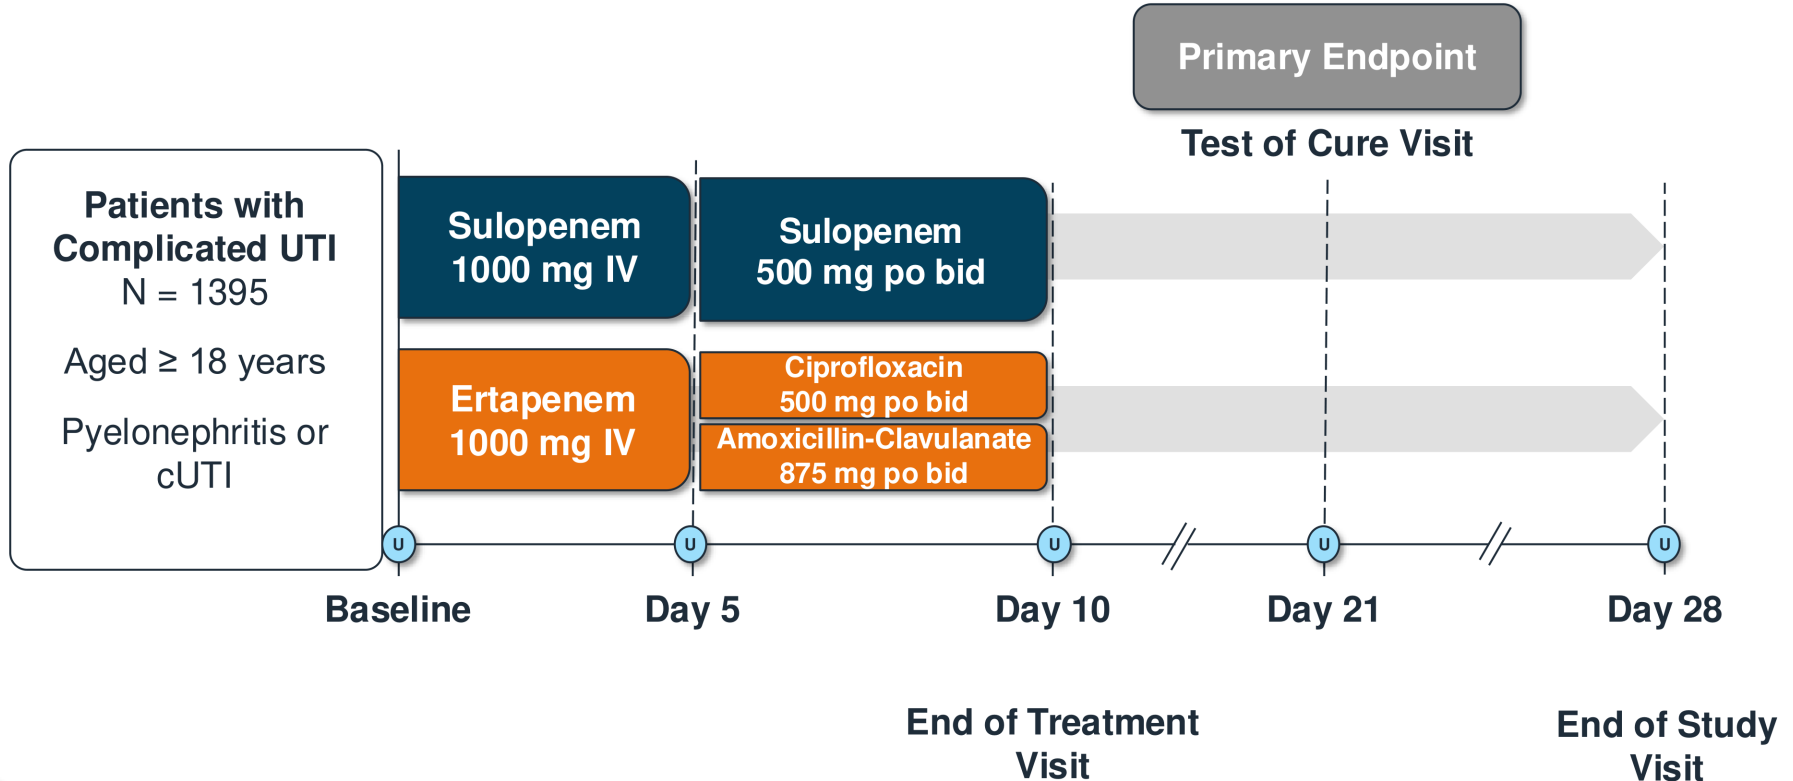 Primary Endpoint
Test of Cure Visit
Patients with
Complicated UTI
N = 1395
Aged ≥ 18 years
Pyelonephritis or
cUTI
Sulopenem
1000 mg IV
Sulopenem
500 mg po bid
Ertapenem
1000 mg IV
Ciprofloxacin
500 mg po bid
Amoxicillin-Clavulanate
875 mg po bid
U
U
U
U
U
Baseline
Day 5
Day 10
Day 21
Day 28
End of Treatment
Visit
End of Study
Visit